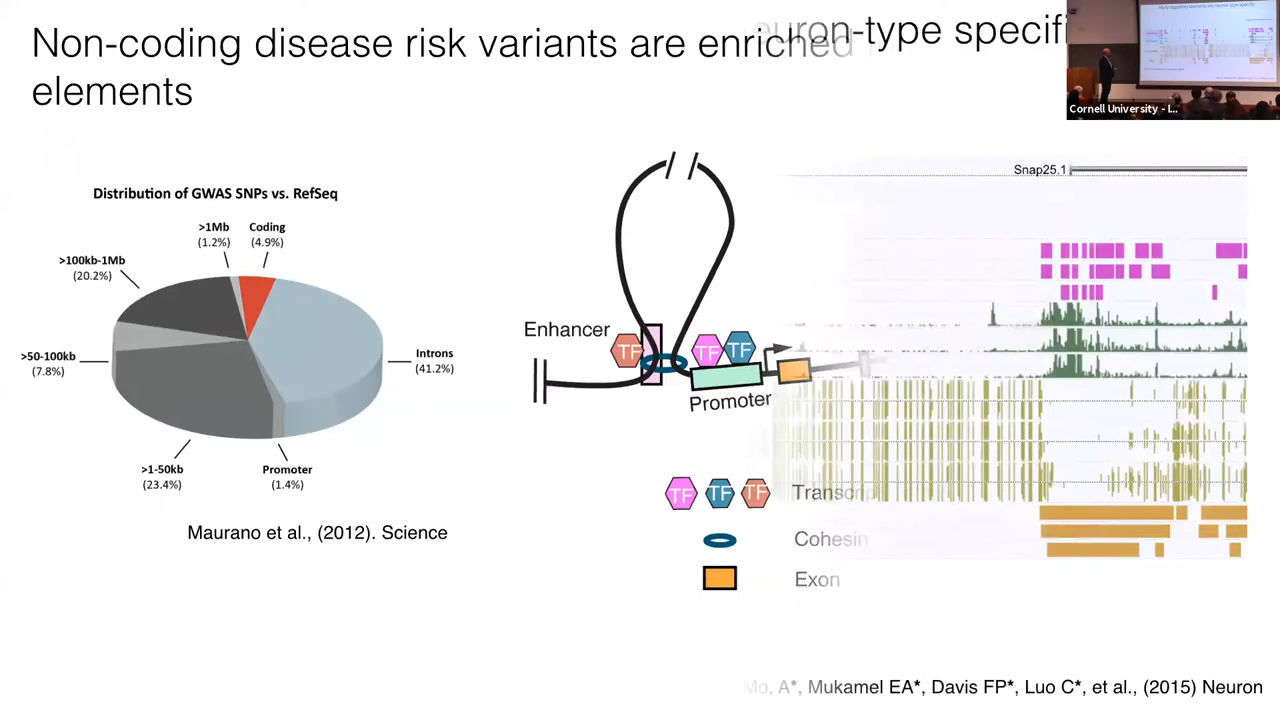 Non-coding disease risk variants are enriched
elements
euron-type specifi
Cornell University - I...
Distribution of GWAS SNPs vs. RefSeq
>1Mb
(1.2%)
Coding
(4.9%)
>100kb-1Mb
(20.2%)
>50-100kb
(7.8%)
Introns
(41.2%)
>1-50kb
(23.4%)
Promoter
(1.4%)
Maurano et al., (2012). Science
Enhancer
TF
TF
TF
Promoter
Snap25.1
TF
TF
TF
Transcrip
Cohesin
Exon
Mo, A*, Mukamel EA*, Davis FP*, Luo C*, et al., (2015) Neuron